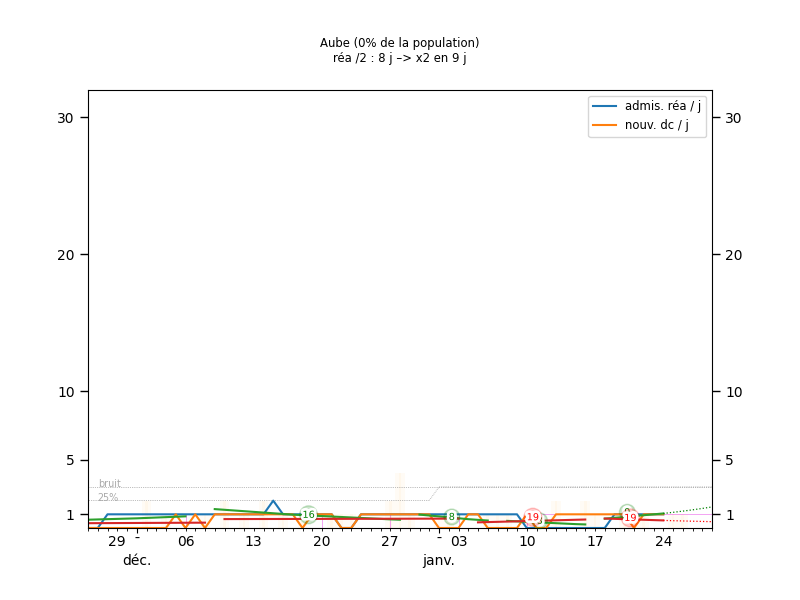 Aube (0% de la population)
réa /2 : 8 j –> x2 en 9 j
admis. réa / j
nouv. dc / j
30 30
20 20
10 10
5 5
bruit
25%
1 1
16 8 19 9 19
29 - 06 13 20 27 - 03 10 17 24
déc. janv.